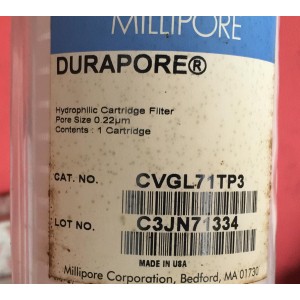 MILLIPORE
DURAPORE®
Hydrophilic Cartridge Filter
Pore Size 0.22µm
Contents : 1 Cartridge
CAT. NO. CVGL71TP3
LOT NO. C3JN71334
MADE IN USA
Millipore Corporation, Bedford, MA 01730